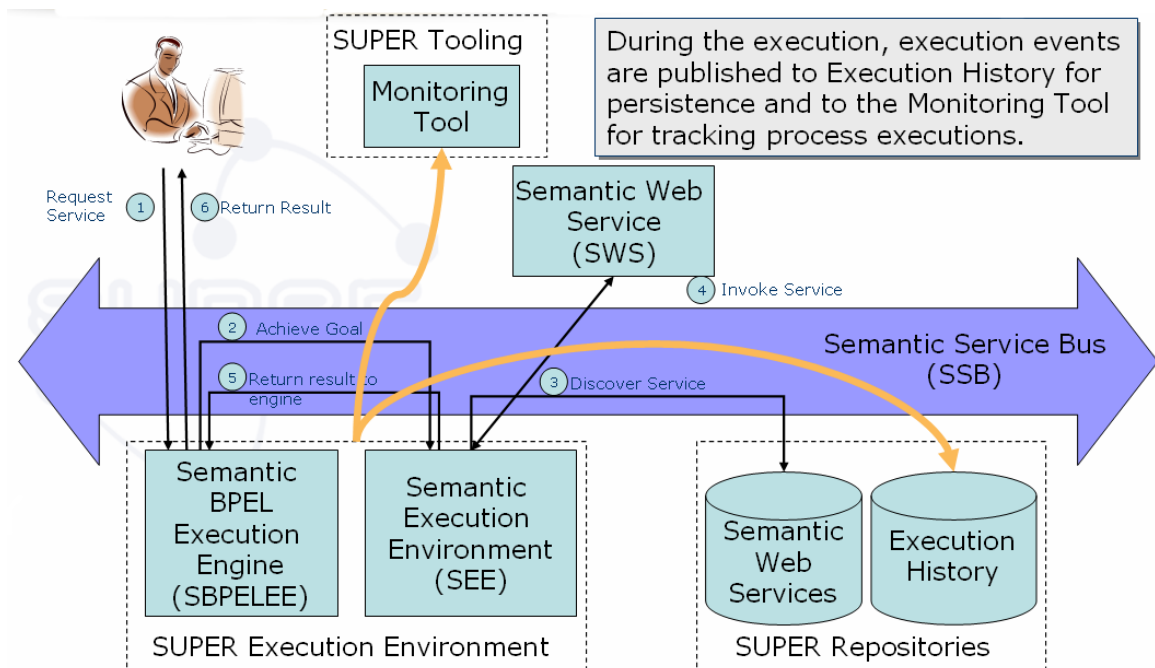 SUPER Tooling
Monitoring
Tool
During the execution, execution events
are published to Execution History for
persistence and to the Monitoring Tool
for tracking process executions.
Request
Service
1
6
Return Result
Semantic Web
Service
(SWS)
4
Invoke Service
2
Achieve Goal
5
Return result to
engine
3
Discover Service
Semantic Service Bus
(SSB)
Semantic
BPEL
Execution
Engine
(SBPELEE)
Semantic
Execution
Environment
(SEE)
SUPER Execution Environment
Semantic
Web
Services
Execution
History
SUPER Repositories